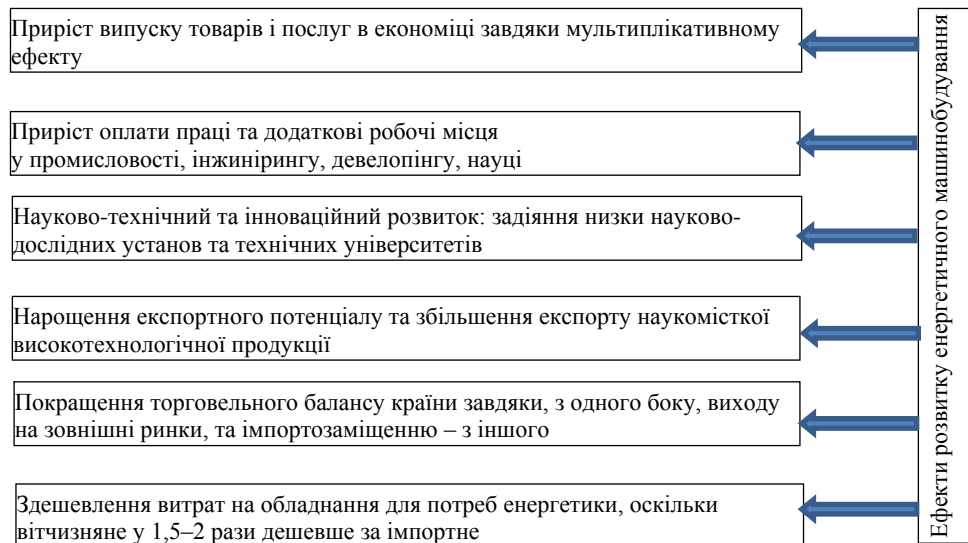 Приріст випуску товарів і послуг в економіці завдяки мультиплікативному
ефекту
Приріст оплати праці та додаткові робочі місця
у промисловості, інжинірингу, девелопінгу, науці
Науково-технічний та інноваційний розвиток: задіяння низки науково-
дослідних установ та технічних університетів
Нарощення експортного потенціалу та збільшення експорту наукомісткої
високотехнологічної продукції
Покращення торговельного балансу країни завдяки, з одного боку, виходу
на зовнішні ринки, та імпортозаміщенню – з іншого
Здешевлення витрат на обладнання для потреб енергетики, оскільки
вітчизняне у 1,5–2 рази дешевше за імпортне
Ефекти розвитку енергетичного машинобудування